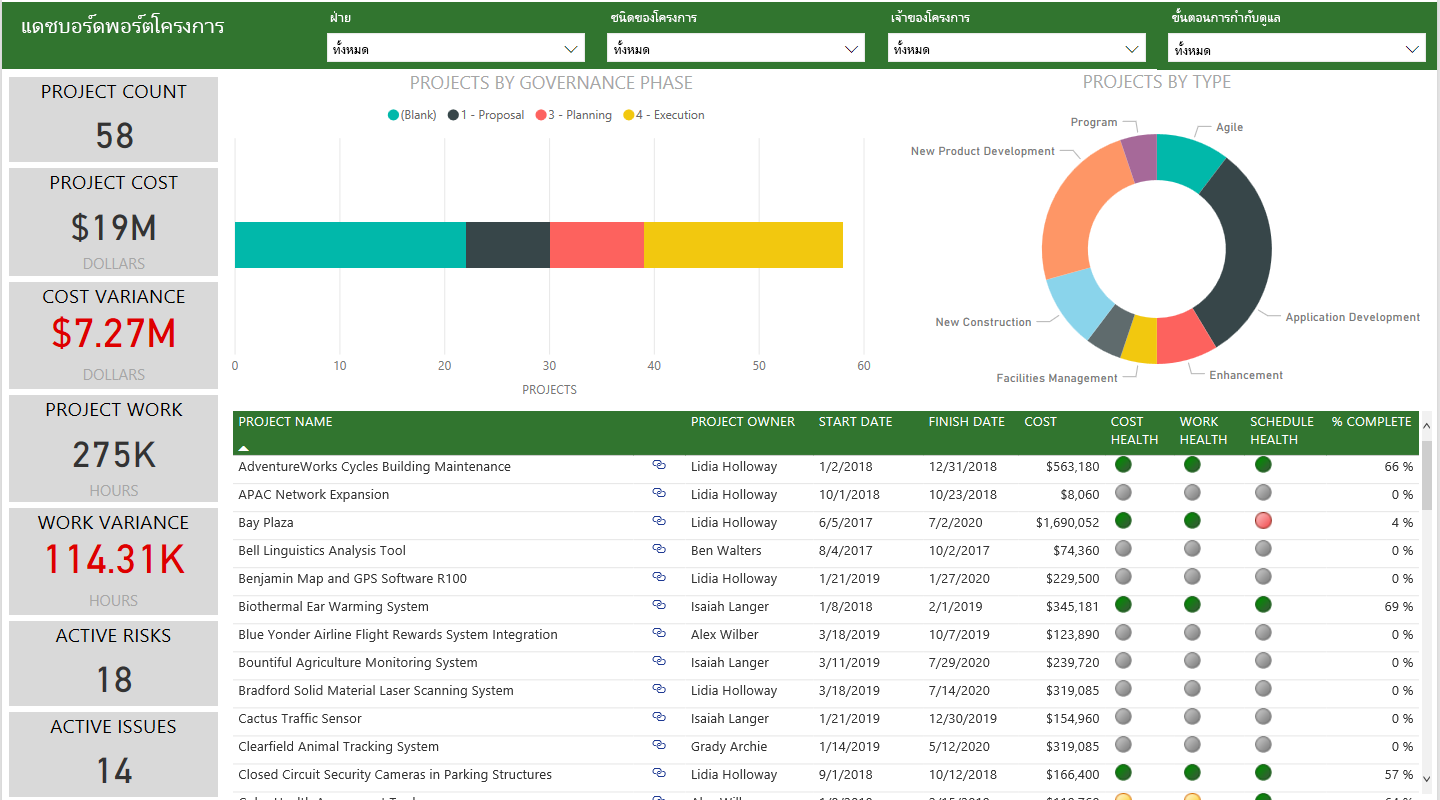 แดชบอร์ดพอร์ตโครงการ
ฝ่าย
ชนิดของโครงการ
เจ้าของโครงการ
ขั้นตอนการกำกับดูแล
ทั้งหมด
ทั้งหมด
ทั้งหมด
ทั้งหมด
PROJECT COUNT
58
PROJECT COST
$19M
DOLLARS
COST VARIANCE
$7.27M
DOLLARS
PROJECT WORK
275K
HOURS
WORK VARIANCE
114.31K
HOURS
ACTIVE RISKS
18
ACTIVE ISSUES
14
PROJECTS BY GOVERNANCE PHASE
(Blank) 1 - Proposal 3 - Planning 4 - Execution
0 10 20 30 40 50 60
PROJECTS
PROJECTS BY TYPE
Program
Agile
New Product Development
New Construction
Application Development
Facilities Management
Enhancement
PROJECT NAME PROJECT OWNER START DATE FINISH DATE COST COST HEALTH WORK HEALTH SCHEDULE HEALTH % COMPLETE
AdventureWorks Cycles Building Maintenance Lidia Holloway 1/2/2018 12/31/2018 $563,180 66 %
APAC Network Expansion Lidia Holloway 10/1/2018 10/23/2018 $8,060 0 %
Bay Plaza Lidia Holloway 6/5/2017 7/2/2020 $1,690,052 4 %
Bell Linguistics Analysis Tool Ben Walters 8/4/2017 10/2/2017 $74,360 0 %
Benjamin Map and GPS Software R100 Lidia Holloway 1/21/2019 1/27/2020 $229,500 0 %
Biothermal Ear Warming System Isaiah Langer 1/8/2018 2/1/2019 $345,181 69 %
Blue Yonder Airline Flight Rewards System Integration Alex Wilber 3/18/2019 10/7/2019 $123,890 0 %
Bountiful Agriculture Monitoring System Isaiah Langer 3/11/2019 7/29/2020 $239,720 0 %
Bradford Solid Material Laser Scanning System Lidia Holloway 3/18/2019 7/14/2020 $319,085 0 %
Cactus Traffic Sensor Isaiah Langer 1/21/2019 12/30/2019 $154,960 0 %
Clearfield Animal Tracking System Grady Archie 1/14/2019 5/12/2020 $319,085 0 %
Closed Circuit Security Cameras in Parking Structures Lidia Holloway 9/1/2018 10/12/2018 $166,400 57 %